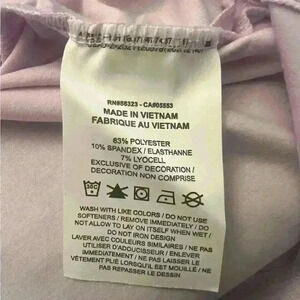 RN#56323 - CA#05553
MADE IN VIETNAM
FABRIQUE AU VIETNAM
83% POLYESTER
10% SPANDEX / ELASTHANNE
7% LYOCELL
EXCLUSIVE OF DECORATION /
DECORATION NON COMPRISE
30C
WASH WITH LIKE COLORS / DO NOT USE
SOFTENERS / REMOVE IMMEDIATELY / DO
NOT ALLOW TO LAY ON ITSELF WHEN WET /
DO NOT IRON DESIGN
LAVER AVEC COULEURS SIMILAIRES / NE PAS
UTILISER D'ADOUCISSEUR / ENLEVER
IMMÉDIATEMENT / NE PAS LAISSER LE
VÊTEMENT PLIÉ LORSQU'IL EST MOUILLÉ / NE
PAS REPASSER LE DESSIN